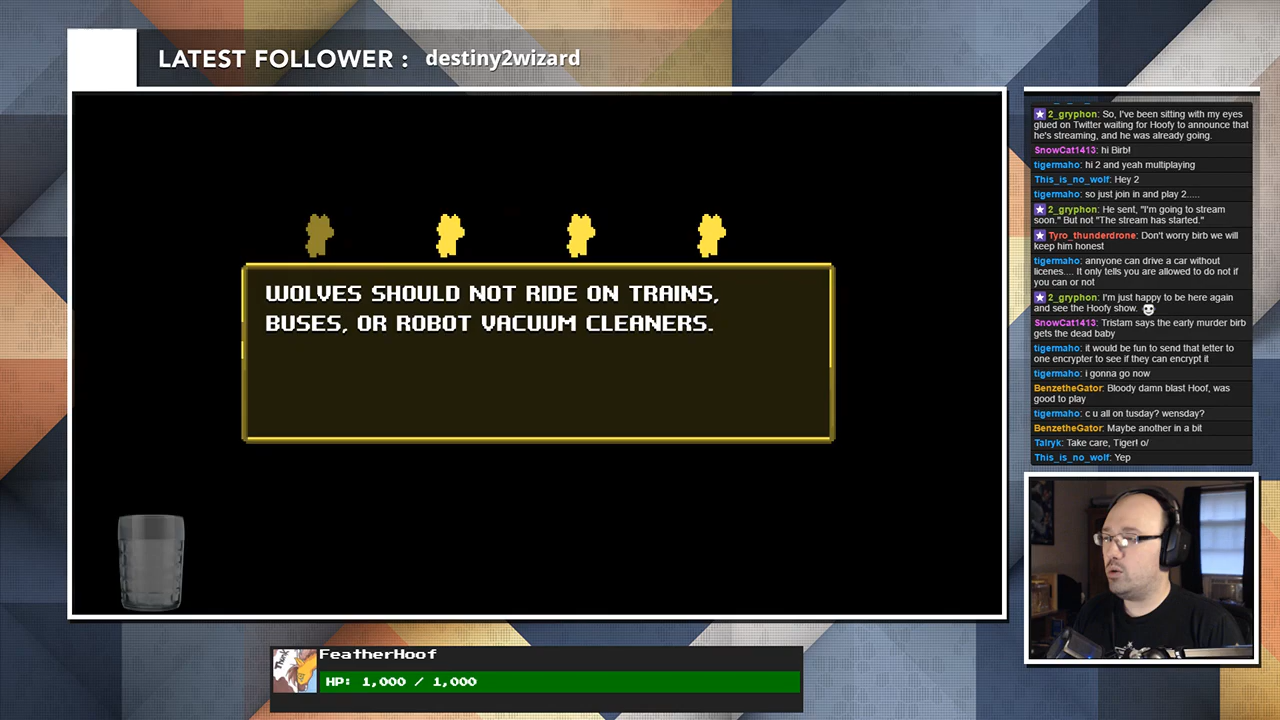 LATEST FOLLOWER : destiny2wizard
WOLVES SHOULD NOT RIDE ON TRAINS,
BUSES, OR ROBOT VACUUM CLEANERS.
2_gryphon: So, I've been sitting with my eyes
glued on Twitter waiting for Hoofy to announce that
he's streaming, and he was already going.
SnowCat1413: hi Birb!
tigermaho: hi 2 and yeah multiplaying
This_is_no_wolf: Hey 2
tigermaho: so just join in and play 2.....
2_gryphon: He sent, "I'm going to stream
soon." But not "The stream has started."
Tyro_thunderdrone: Don't worry birb we will
keep him honest
tigermaho: annyone can drive a car without
licenes.... It only tells you are allowed to do not if
you can or not
2_gryphon: I'm just happy to be here again
and see the Hoofy show.
SnowCat1413: Tristam says the early murder birb
gets the dead baby
tigermaho: it would be fun to send that letter to
one encrypter to see if they can encrypt it
tigermaho: i gonna go now
BenzetheGator: Bloody damn blast Hoof, was
good to play
tigermaho: c u all on tusday? wensday?
BenzetheGator: Maybe another in a bit
Talryk: Take care, Tiger! o/
This_is_no_wolf: Yep
Think
FeatherHoof
HP: 1,000 / 1,000